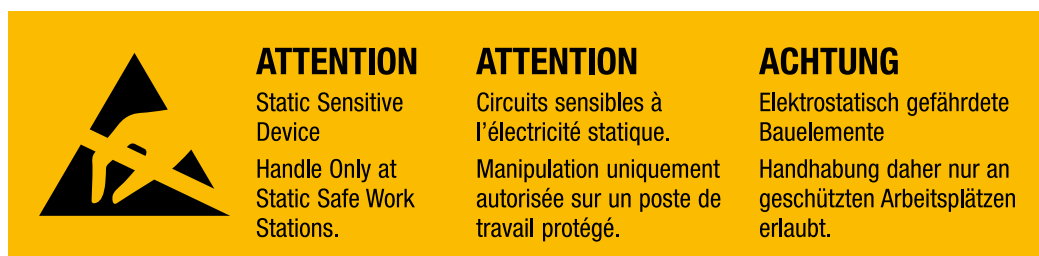 ATTENTION
Static Sensitive
Device
Handle Only at
Static Safe Work
Stations.
ATTENTION
Circuits sensibles à
l'électricité statique.
Manipulation uniquement
autorisée sur un poste de
travail protégé.
ACHTUNG
Elektrostatisch gefährdete
Bauelemente
Handhabung daher nur an
geschützten Arbeitsplätzen
erlaubt.